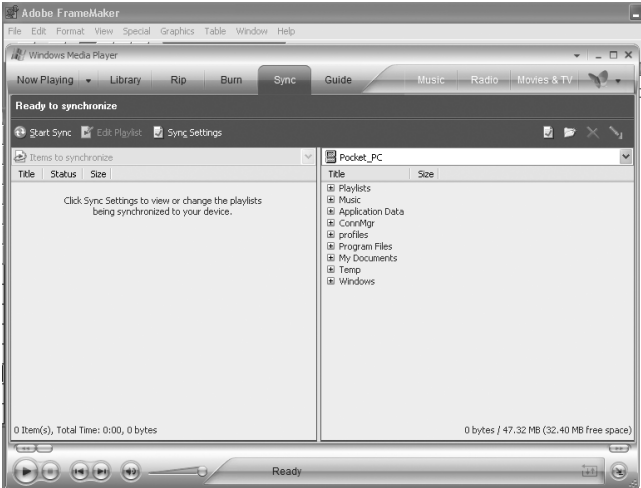 Adobe FrameMaker
File Edit Format View Special Graphics Table Window Help
Windows Media Player
Now Playing Library Rip Burn Sync Guide Music Radio Movies & TV
Ready to synchronize
Start Sync Edit Playlist Sync Settings
Items to synchronize
Pocket_PC
Title Status Size
Title Size
Click Sync Settings to view or change the playlists
being synchronized to your device.
Playlists
Music
Application Data
ConnMgr
profiles
Program Files
My Documents
Temp
Windows
0 Item(s), Total Time: 0:00, 0 bytes
0 bytes / 47.32 MB (32.40 MB free space)
Ready